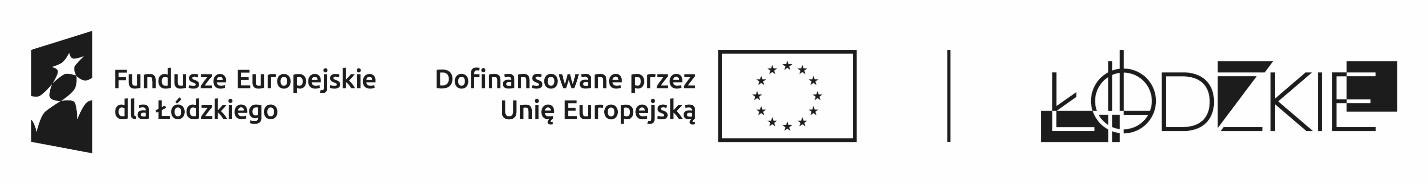 Fundusze Europejskie
dla Łódzkiego
Dofinansowane przez
Unię Europejską
ŁÓDZKIE